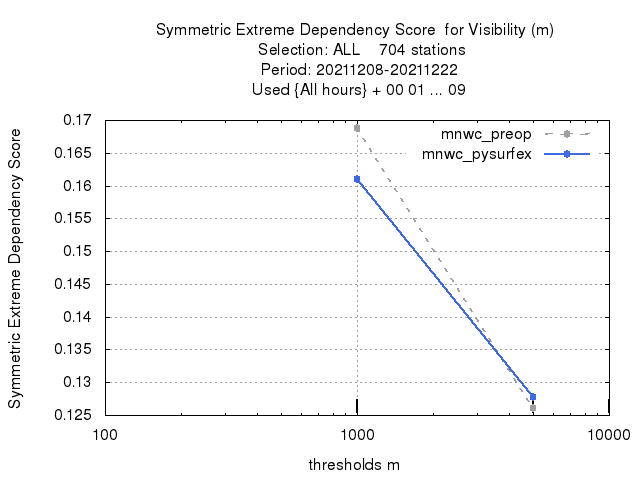 Symmetric Extreme Dependency Score  for Visibility (m)
Selection: ALL    704 stations
Period: 20211208-20211222
Used {All hours} + 00 01 ... 09
Symmetric Extreme Dependency Score
0.17
0.165
0.16
0.155
0.15
0.145
0.14
0.135
0.13
0.125
mnwc_preop
mnwc_pysurfex
100
1000
10000
thresholds m